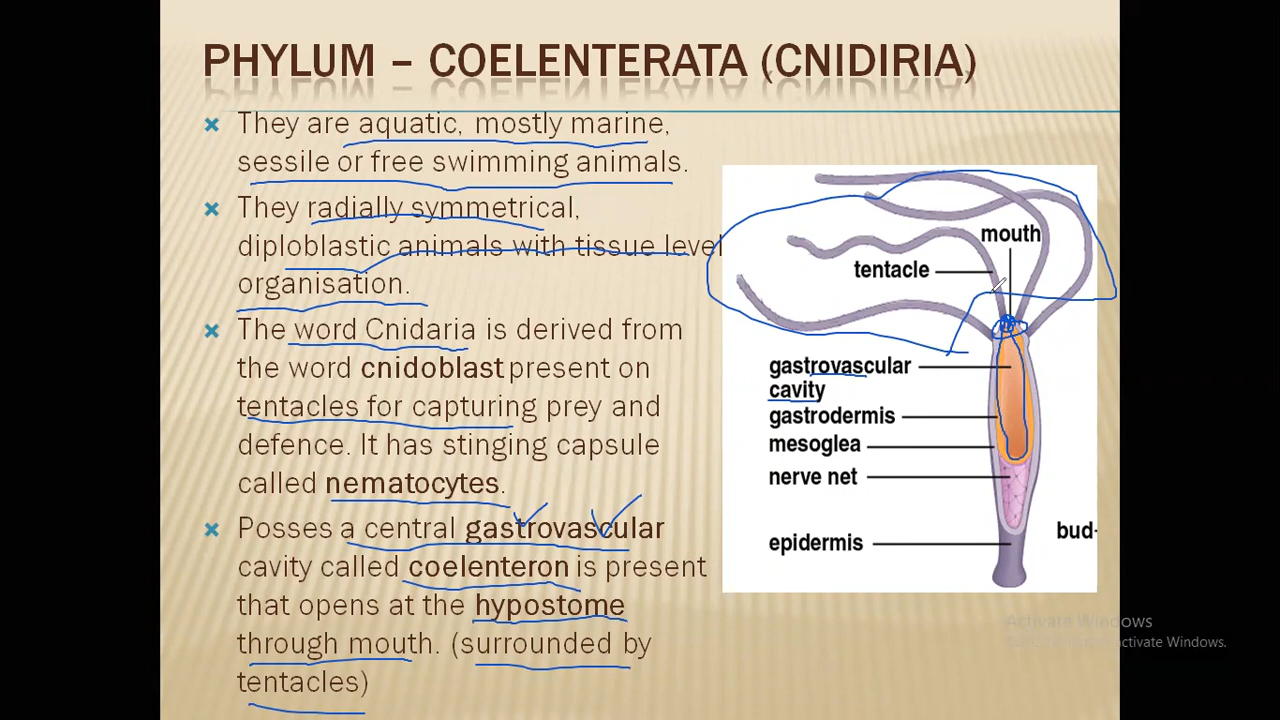 PHYLUM – COELENTERATA (CNIDIRIA)
They are aquatic, mostly marine,
sessile or free swimming animals.
They radially symmetrical,
diploblastic animals with tissue level
organisation.
The word Cnidaria is derived from
the word cnidoblast present on
tentacles for capturing prey and
defence. It has stinging capsule
called nematocytes.
Posses a central gastrovascular
cavity called coelenteron is present
that opens at the hypostome
through mouth. (surrounded by
tentacles)
mouth
tentacle
gastrovascular
cavity
gastrodermis
mesoglea
nerve net
epidermis
bud
Activate Windows
Activate Windows.